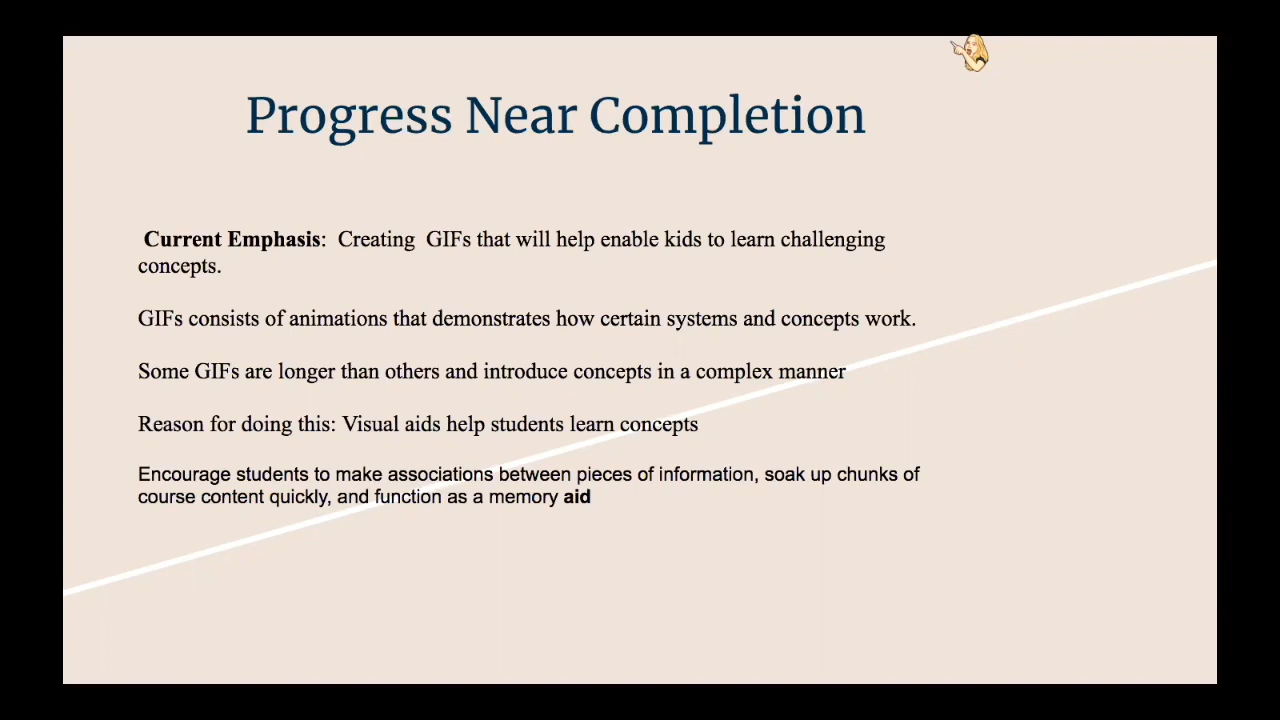 Progress Near Completion
Current Emphasis:  Creating  GIFs that will help enable kids to learn challenging
concepts.
GIFs consists of animations that demonstrates how certain systems and concepts work.
Some GIFs are longer than others and introduce concepts in a complex manner
Reason for doing this: Visual aids help students learn concepts
Encourage students to make associations between pieces of information, soak up chunks of
course content quickly, and function as a memory aid